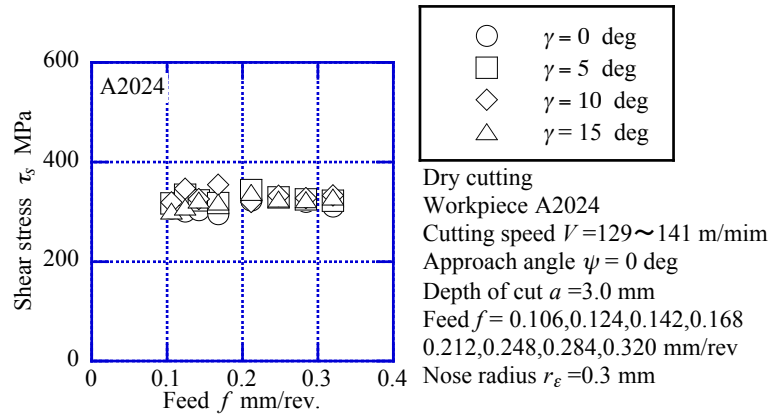 γ = 0 deg
γ = 5 deg
γ = 10 deg
γ = 15 deg
600
400
200
0
A2024
Shear stress τs MPa
0 0.1 0.2 0.3 0.4
Feed f mm/rev.
Dry cutting
Workpiece A2024
Cutting speed V =129～141 m/mim
Approach angle ψ = 0 deg
Depth of cut a =3.0 mm
Feed f = 0.106,0.124,0.142,0.168
0.212,0.248,0.284,0.320 mm/rev
Nose radius rε =0.3 mm